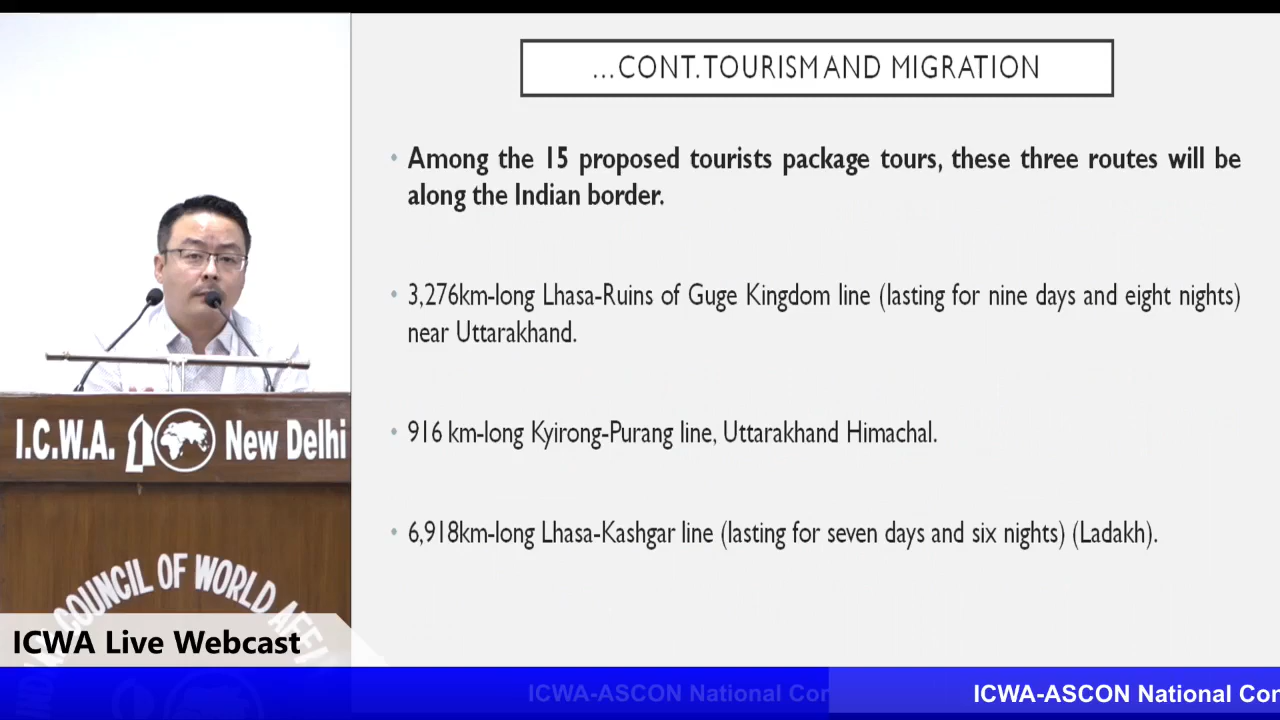 ...CONT. TOURISM AND MIGRATION
• Among the 15 proposed tourists package tours, these three routes will be
along the Indian border.
• 3,276km-long Lhasa-Ruins of Guge Kingdom line (lasting for nine days and eight nights)
near Uttarakhand.
• 916 km-long Kyirong-Purang line, Uttarakhand Himachal.
• 6,918km-long Lhasa-Kashgar line (lasting for seven days and six nights) (Ladakh).
I.C.W.A. New Delhi
COUNCIL OF WORLD
ICWA Live Webcast
ICWA-ASCON National Con ICWA-ASCON National Con